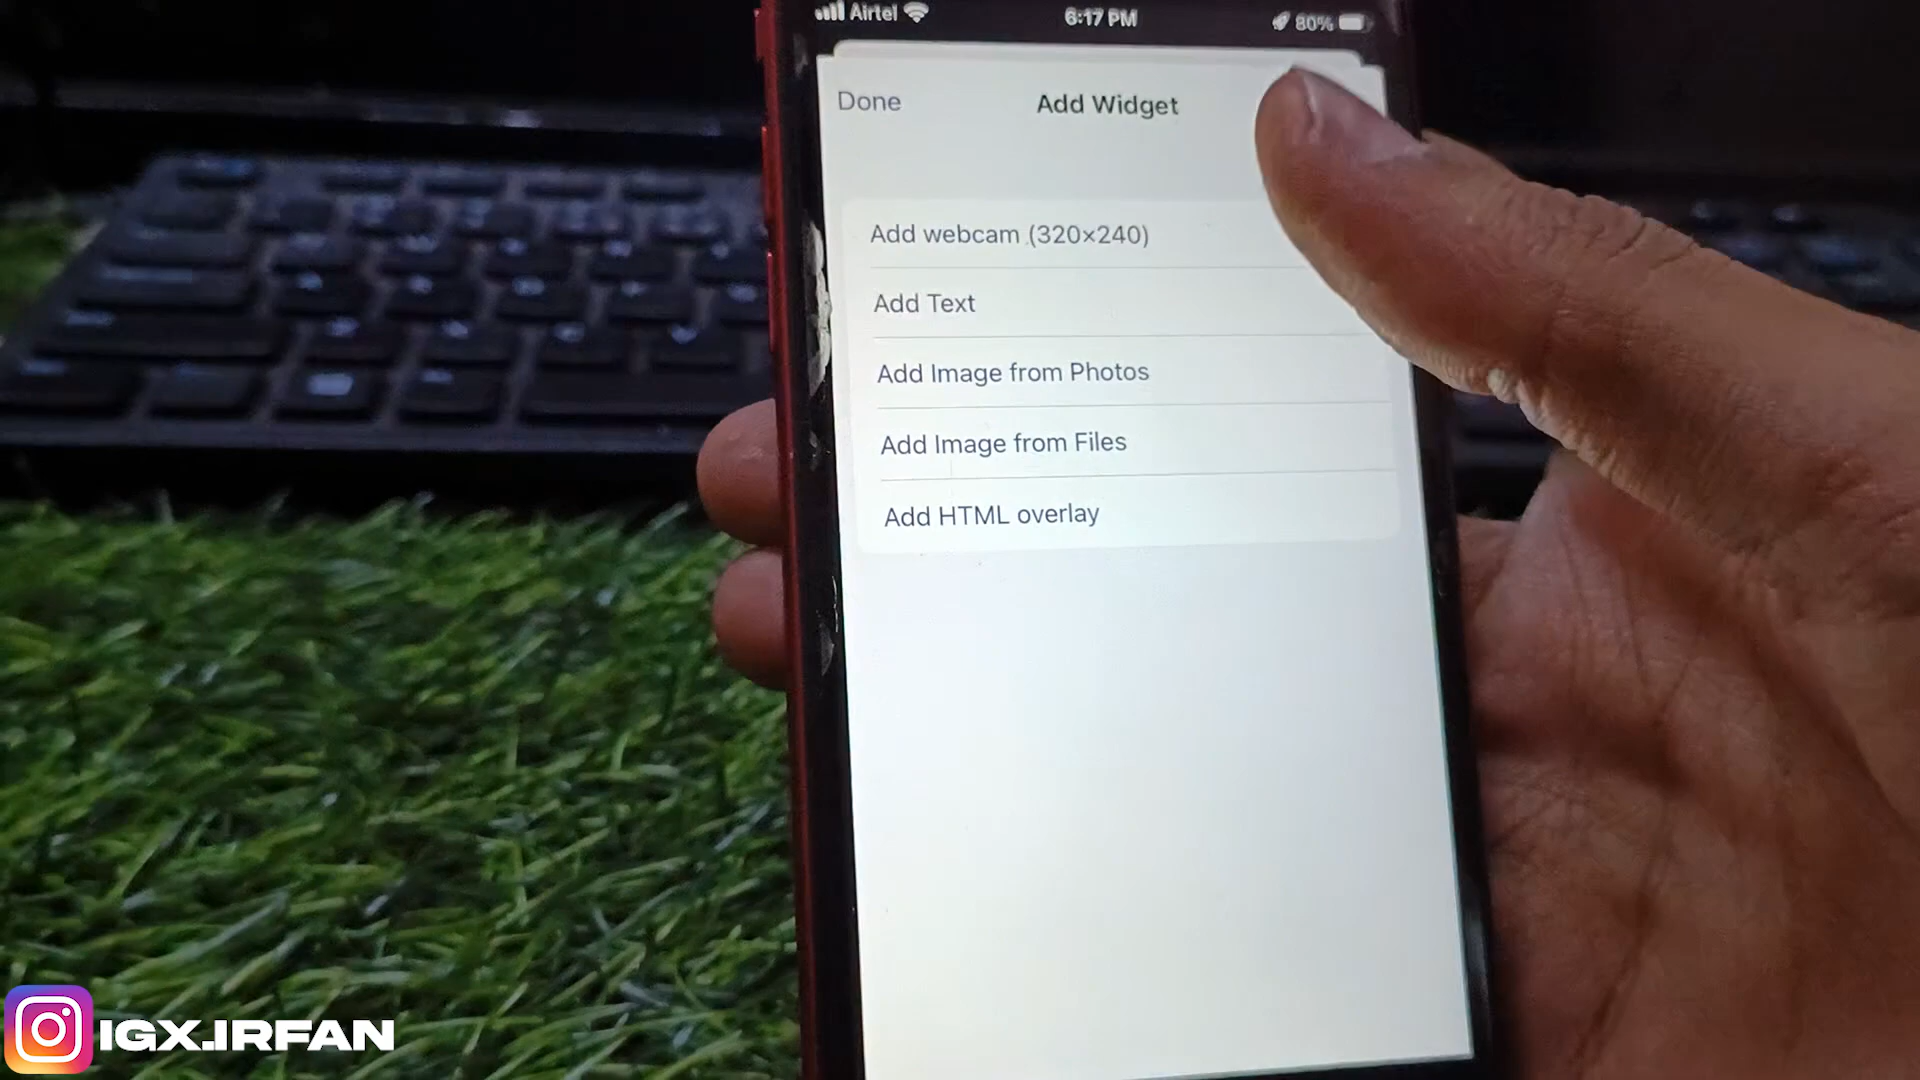 Airtel 6:17 PM 80%
Done Add Widget
Add webcam (320×240)
Add Text
Add Image from Photos
Add Image from Files
Add HTML overlay
IGX.IRFAN